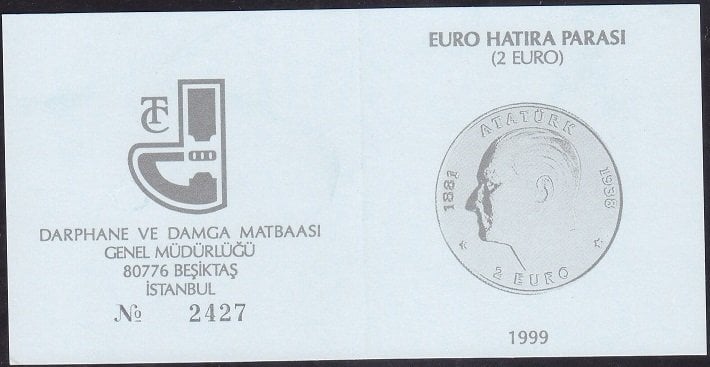 TC
DARPHANE VE DAMGA MATBAASI
GENEL MÜDÜRLÜĞÜ
80776 BEŞİKTAŞ
İSTANBUL
№ 2427
EURO HATIRA PARASI
(2 EURO)
ATATÜRK
1881
1938
2 EURO
1999